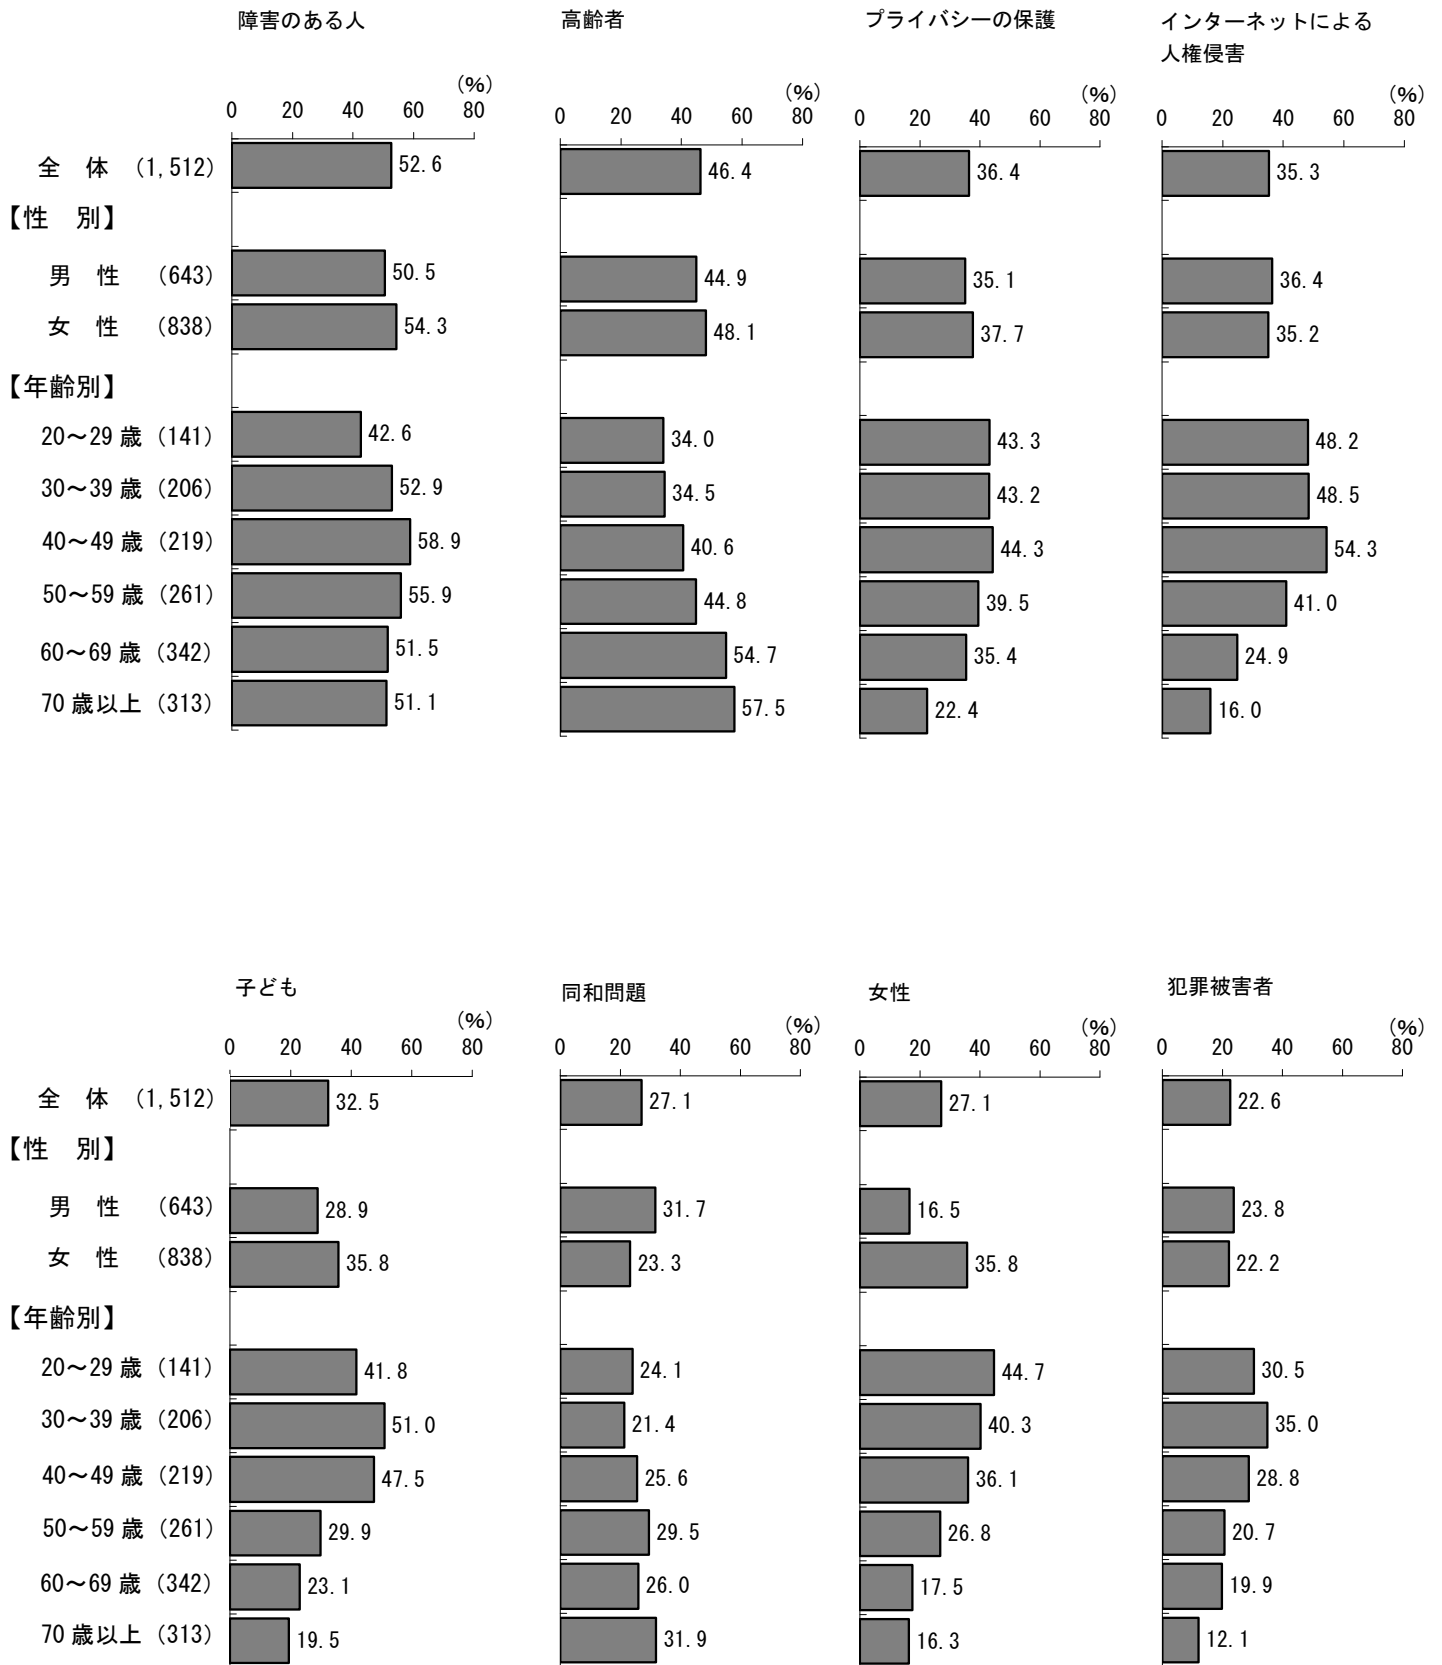 障害のある人
高齢者
プライバシーの保護
インターネットによる
人権侵害
(%)
(%)
(%)
(%)
0 20 40 60 80
0 20 40 60 80
0 20 40 60 80
0 20 40 60 80
全 体 (1,512) 52.6 46.4 36.4 35.3
【性 別】
男 性 (643) 50.5 44.9 35.1 36.4
女 性 (838) 54.3 48.1 37.7 35.2
【年齢別】
20～29 歳 (141) 42.6 34.0 43.3 48.2
30～39 歳 (206) 52.9 34.5 43.2 48.5
40～49 歳 (219) 58.9 40.6 44.3 54.3
50～59 歳 (261) 55.9 44.8 39.5 41.0
60～69 歳 (342) 51.5 54.7 35.4 24.9
70 歳以上 (313) 51.1 57.5 22.4 16.0
子ども
同和問題
女性
犯罪被害者
(%)
(%)
(%)
(%)
0 20 40 60 80
0 20 40 60 80
0 20 40 60 80
0 20 40 60 80
全 体 (1,512) 32.5 27.1 27.1 22.6
【性 別】
男 性 (643) 28.9 31.7 16.5 23.8
女 性 (838) 35.8 23.3 35.8 22.2
【年齢別】
20～29 歳 (141) 41.8 24.1 44.7 30.5
30～39 歳 (206) 51.0 21.4 40.3 35.0
40～49 歳 (219) 47.5 25.6 36.1 28.8
50～59 歳 (261) 29.9 29.5 26.8 20.7
60～69 歳 (342) 23.1 26.0 17.5 19.9
70 歳以上 (313) 19.5 31.9 16.3 12.1